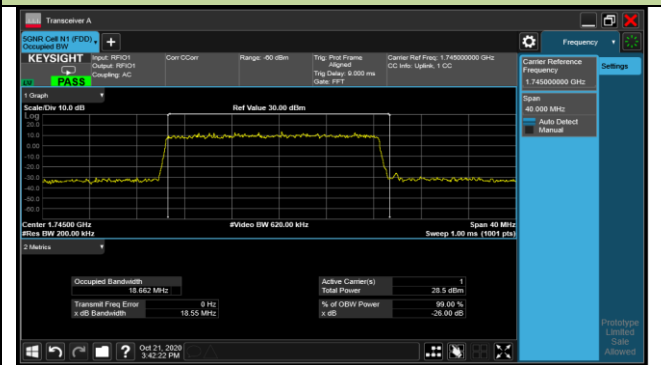 Transceiver A
5GNR Cell N1 (FDD)
Occupied BW
Frequency
KEYSIGHT
PASS
Input: RFIO1
Output: RFIO1
Coupling: AC
Corr CCorr
Range: -60 dBm
Trig: Prot Frame
Aligned
Trig Delay: 9.000 ms
Gate: FFT
Carrier Ref Freq: 1.745000000 GHz
CC Info: Uplink, 1 CC
Carrier Reference
Frequency
1.745000000 GHz
Settings
Span
40.000 MHz
Auto Detect
Manual
1 Graph
Scale/Div 10.0 dB
Ref Value 30.00 dBm
Log
20.0
10.0
0.00
-10.0
-20.0
-30.0
-40.0
-50.0
-60.0
Center 1.74500 GHz
#Video BW 620.00 kHz
Span 40 MHz
#Res BW 200.00 kHz
Sweep 1.00 ms (1001 pts)
2 Metrics
Occupied Bandwidth
18.662 MHz
Active Carrier(s) 1
Total Power 28.5 dBm
Transmit Freq Error 0 Hz
x dB Bandwidth 18.55 MHz
% of OBW Power 99.00 %
x dB -26.00 dB
Oct 21, 2020
3:42:22 PM
Prototype
Limited
Sale
Allowed